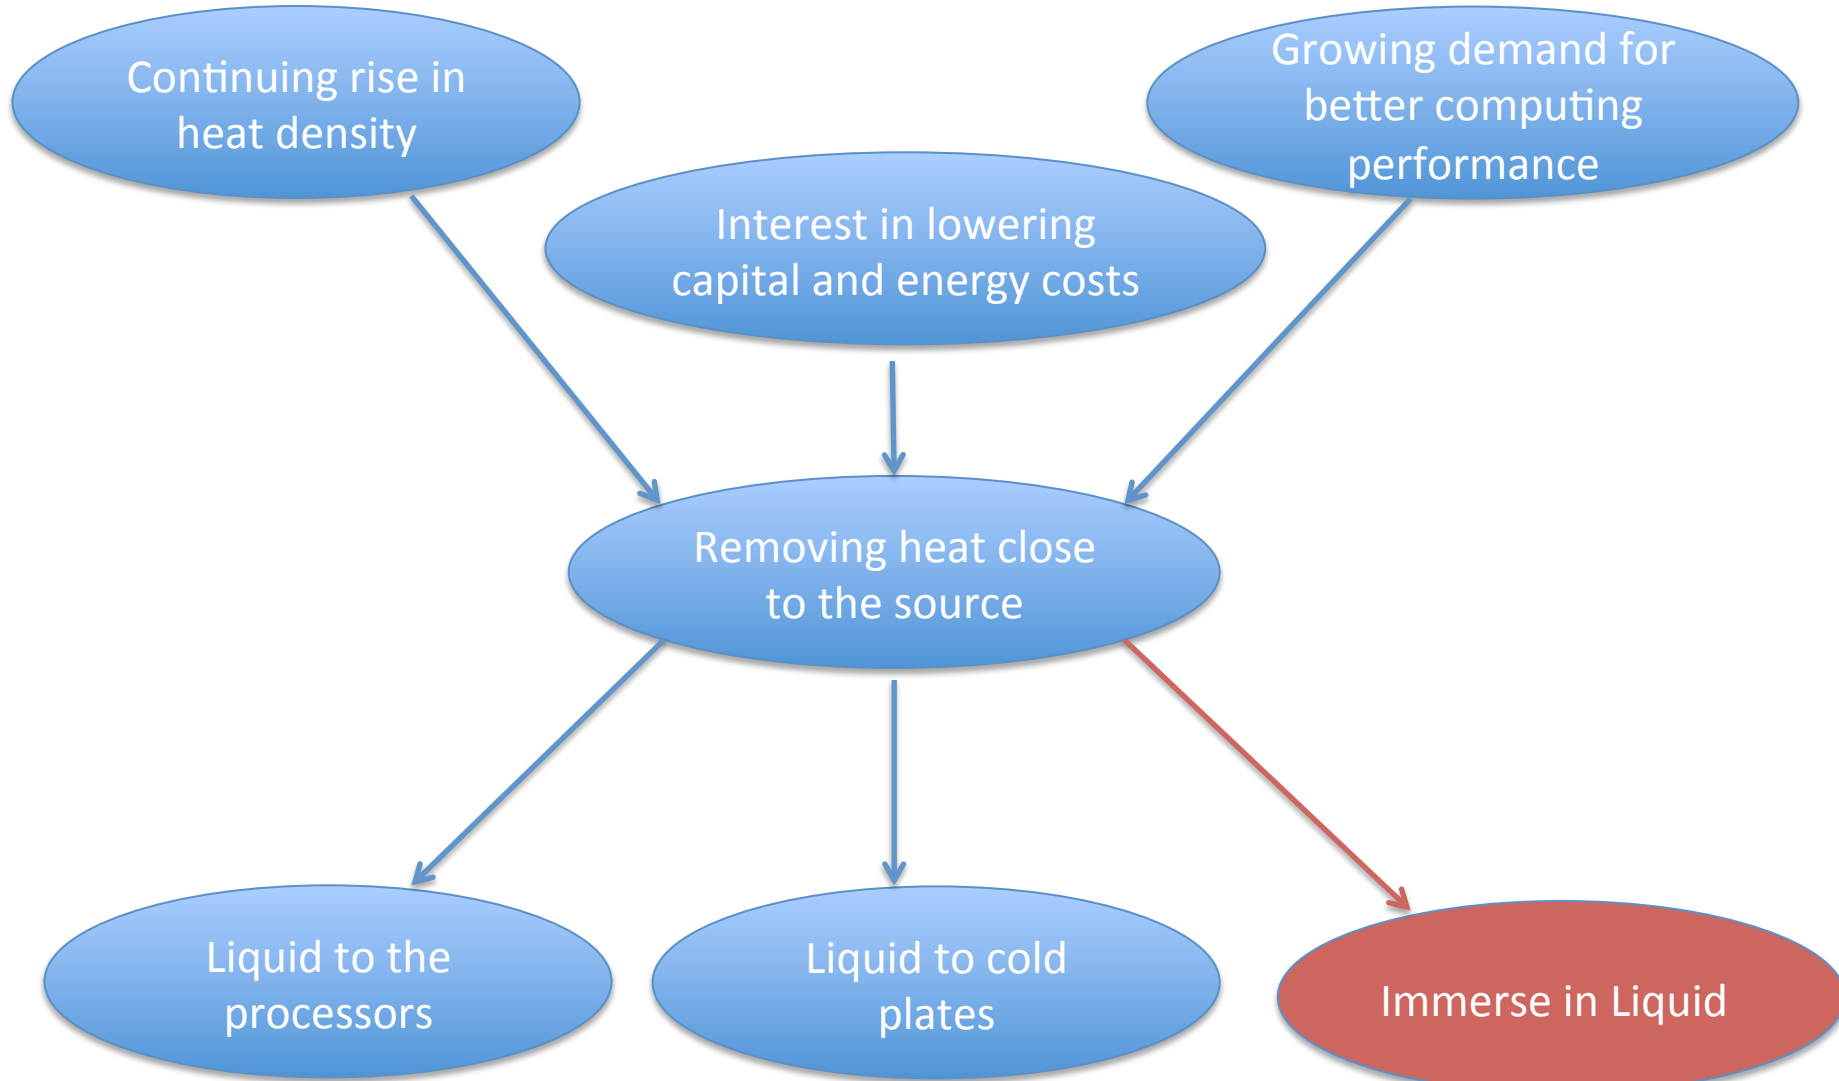 Continuing rise in
heat density
Growing demand for
better computing
performance
Interest in lowering
capital and energy costs
Removing heat close
to the source
Liquid to the
processors
Liquid to cold
plates
Immerse in Liquid